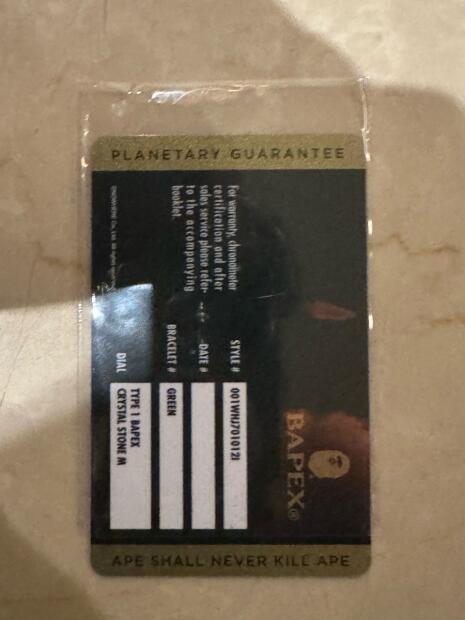 PLANETARY GUARANTEE
BAPEX®
STYLE # 001WHJ701012I
DATE #
BRACELET # GREEN
DIAL TYPE 1 BAPEX
CRYSTAL STONE M
For warranty, chronometer
certification and after
sales service please refer
to the accompanying
booklet.
APE SHALL NEVER KILL APE